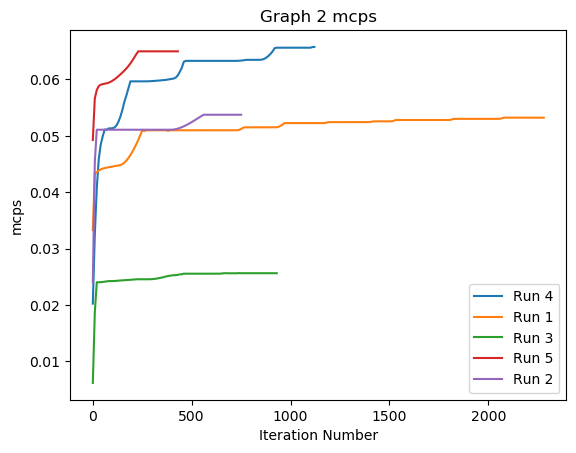 Graph 2 mcps
mcps
0.06
0.05
0.04
0.03
0.02
0.01
0
500
1000
1500
2000
Iteration Number
Run 4
Run 1
Run 3
Run 5
Run 2